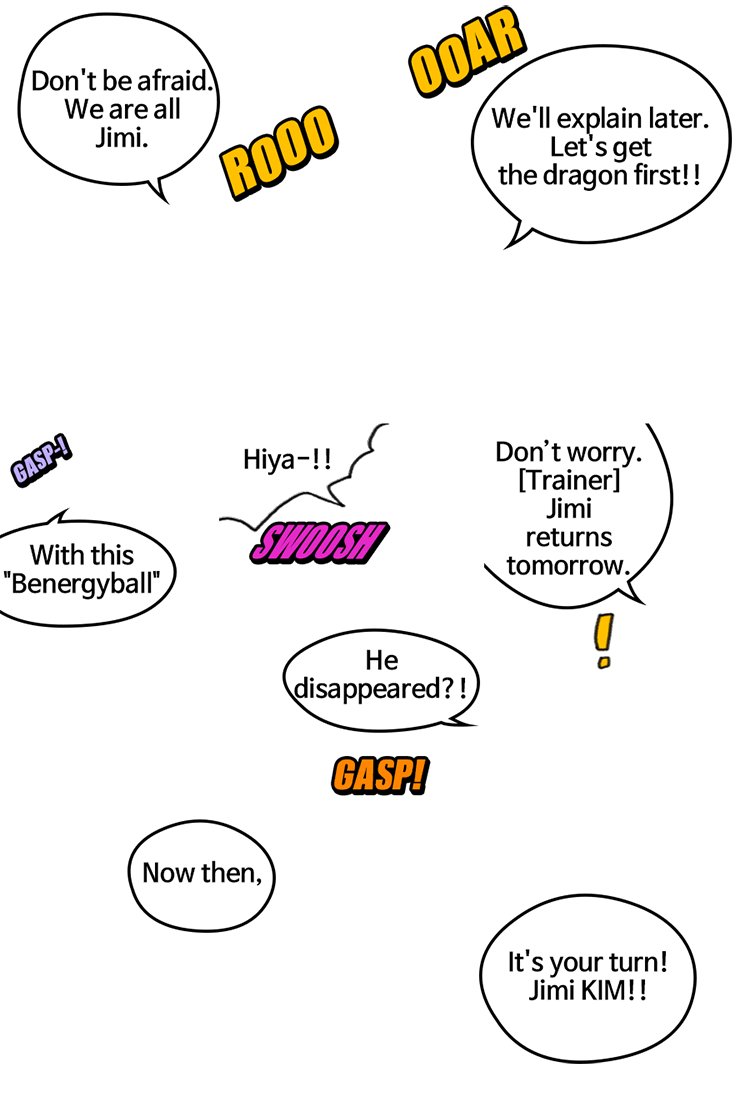 Don't be afraid.
We are all
Jimi.
ROOO
OOAR
We'll explain later.
Let's get
the dragon first!!
GASP-!
With this
"Benergyball"
Hiya-!!
SWOOSH
Don’t worry.
[Trainer]
Jimi
returns
tomorrow.
!
He
disappeared?!
GASP!
Now then,
It's your turn!
Jimi KIM!!